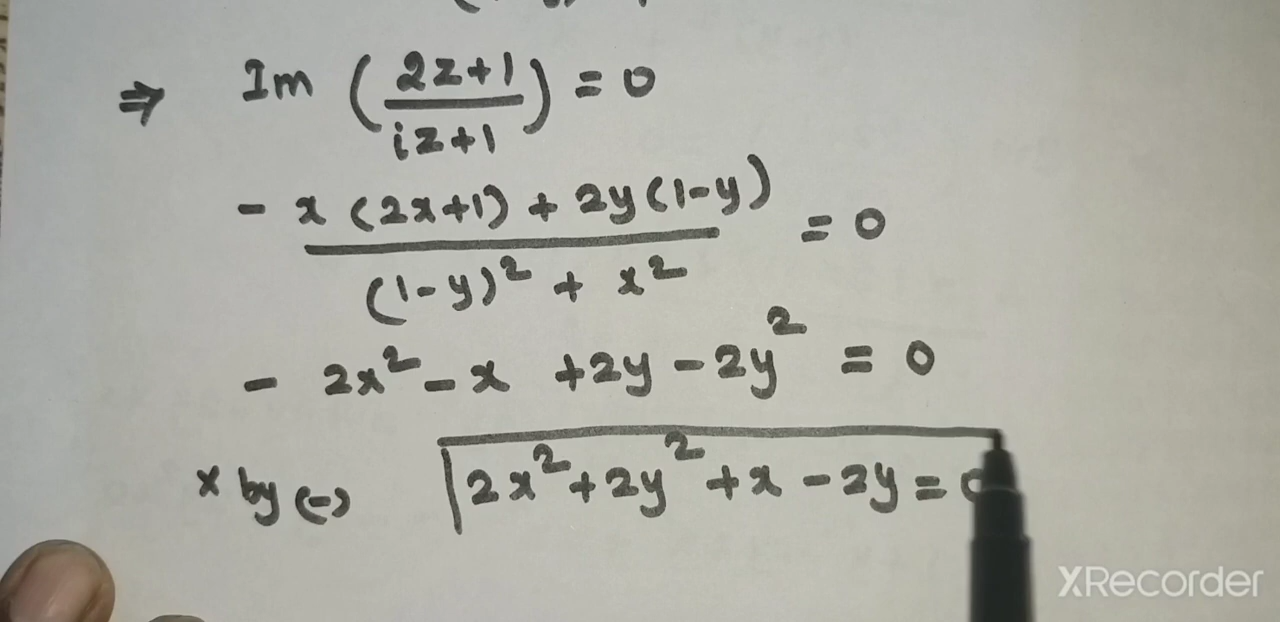 ⇒ Im (2z+1 / iz+1) = 0
- x(2x+1) + 2y(1-y) / (1-y)² + x² = 0
- 2x² - x + 2y - 2y² = 0
× by (-) 2x² + 2y² + x - 2y = 0
XRecorder